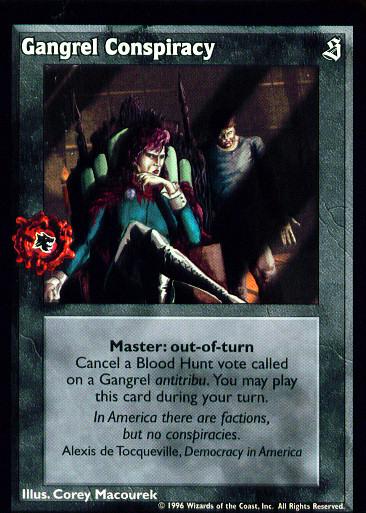 Gangrel Conspiracy
Master: out-of-turn
Cancel a Blood Hunt vote called
on a Gangrel antitribu. You may play
this card during your turn.
In America there are factions,
but no conspiracies.
Alexis de Tocqueville, Democracy in America
Illus. Corey Macourek
© 1996 Wizards of the Coast, Inc. All Rights Reserved.